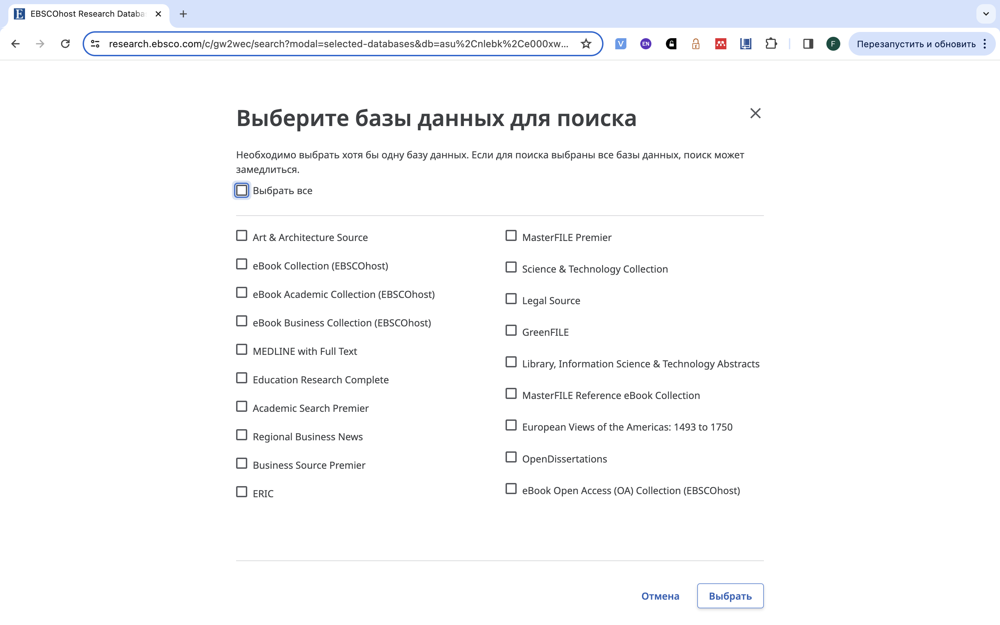 EBSCOhost Research Databa
research.ebsco.com/c/gw2wec/search?modal=selected-databases&db=asu%2Cnlebk%2Ce000xw...
V
EN
F
Перезапустить и обновить
Выберите базы данных для поиска
Необходимо выбрать хотя бы одну базу данных. Если для поиска выбраны все базы данных, поиск может
замедлиться.
Выбрать все
Art & Architecture Source
eBook Collection (EBSCOhost)
eBook Academic Collection (EBSCOhost)
eBook Business Collection (EBSCOhost)
MEDLINE with Full Text
Education Research Complete
Academic Search Premier
Regional Business News
Business Source Premier
ERIC
MasterFILE Premier
Science & Technology Collection
Legal Source
GreenFILE
Library, Information Science & Technology Abstracts
MasterFILE Reference eBook Collection
European Views of the Americas: 1493 to 1750
OpenDissertations
eBook Open Access (OA) Collection (EBSCOhost)
Отмена
Выбрать